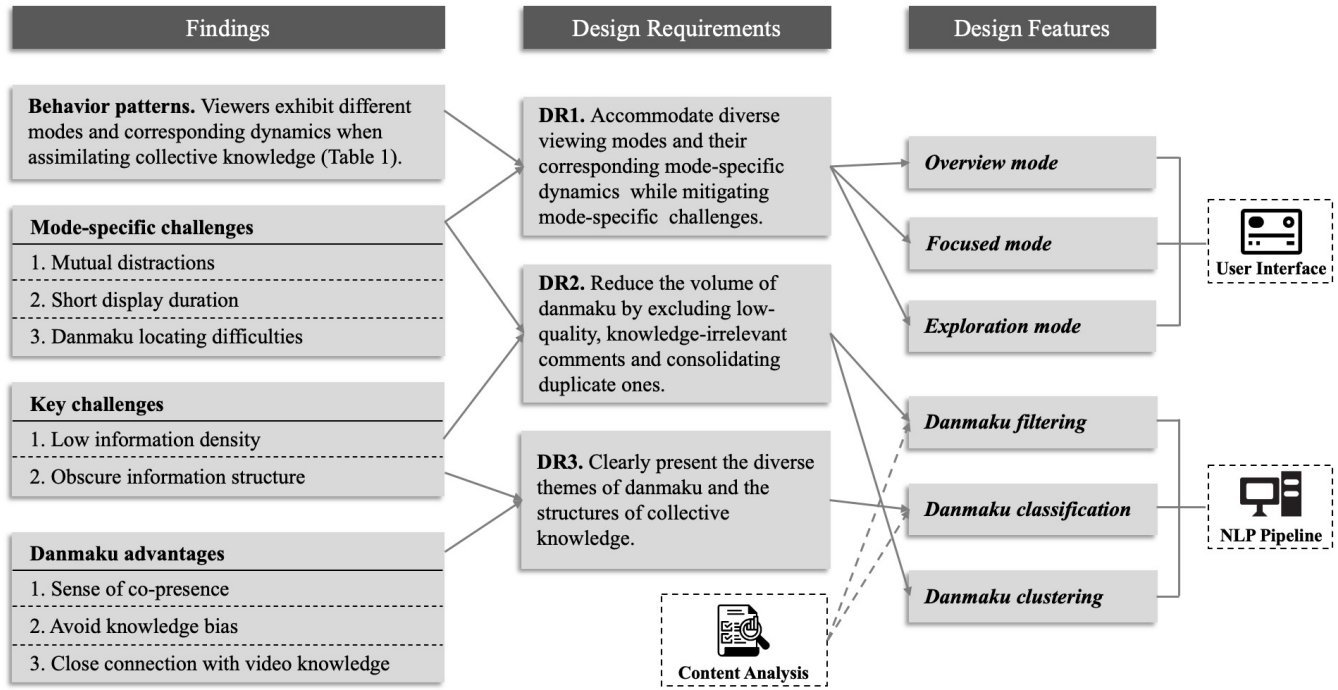 Findings
Design Requirements
Design Features
Behavior patterns. Viewers exhibit different
modes and corresponding dynamics when
assimilating collective knowledge (Table 1).
Mode-specific challenges
1. Mutual distractions
2. Short display duration
3. Danmaku locating difficulties
Key challenges
1. Low information density
2. Obscure information structure
Danmaku advantages
1. Sense of co-presence
2. Avoid knowledge bias
3. Close connection with video knowledge
DR1. Accommodate diverse
viewing modes and their
corresponding mode-specific
dynamics while mitigating
mode-specific challenges.
DR2. Reduce the volume of
danmaku by excluding low-
quality, knowledge-irrelevant
comments and consolidating
duplicate ones.
DR3. Clearly present the diverse
themes of danmaku and the
structures of collective
knowledge.
Content Analysis
Overview mode
Focused mode
Exploration mode
Danmaku filtering
Danmaku classification
Danmaku clustering
User Interface
NLP Pipeline